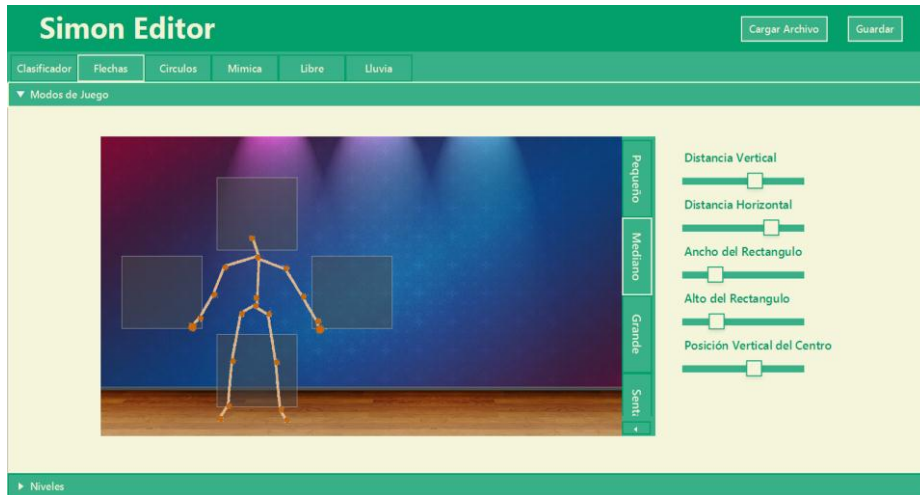 Simon Editor
Cargar Archivo
Guardar
Clasificador
Flechas
Circulos
Mimica
Libre
Lluvia
Modos de Juego
Pequeño
Mediano
Grande
Distancia Vertical
Distancia Horizontal
Ancho del Rectangulo
Alto del Rectangulo
Posición Vertical del Centro
Niveles